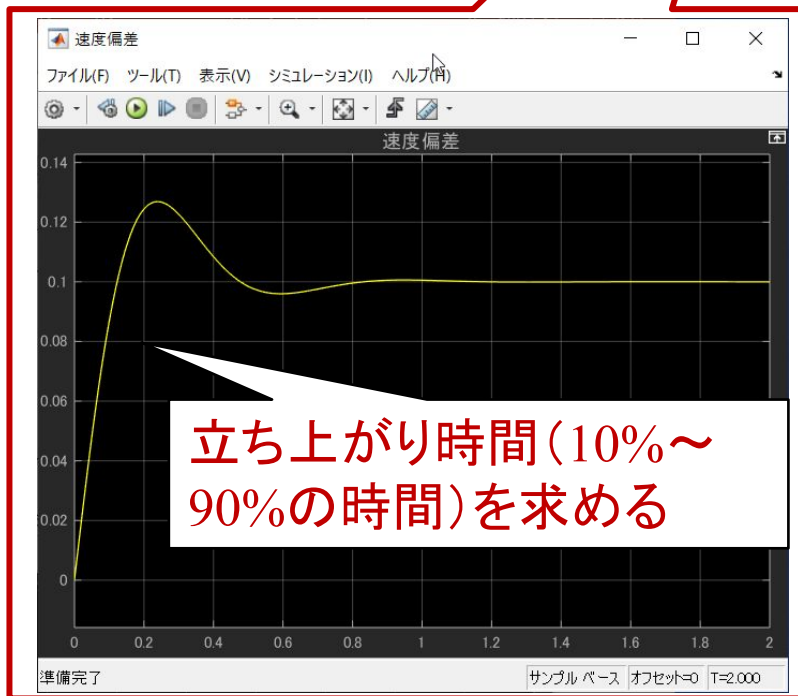 速度偏差
ファイル(F) ツール(T) 表示(V) シミュレーション(I) ヘルプ(H)
速度偏差
0.14
0.12
0.1
0.08
0.06
0.04
0.02
0
立ち上がり時間(10%～
90%の時間)を求める
0 0.2 0.4 0.6 0.8 1 1.2 1.4 1.6 1.8 2
準備完了 サンプル ベース オフセット=0 T=2.000